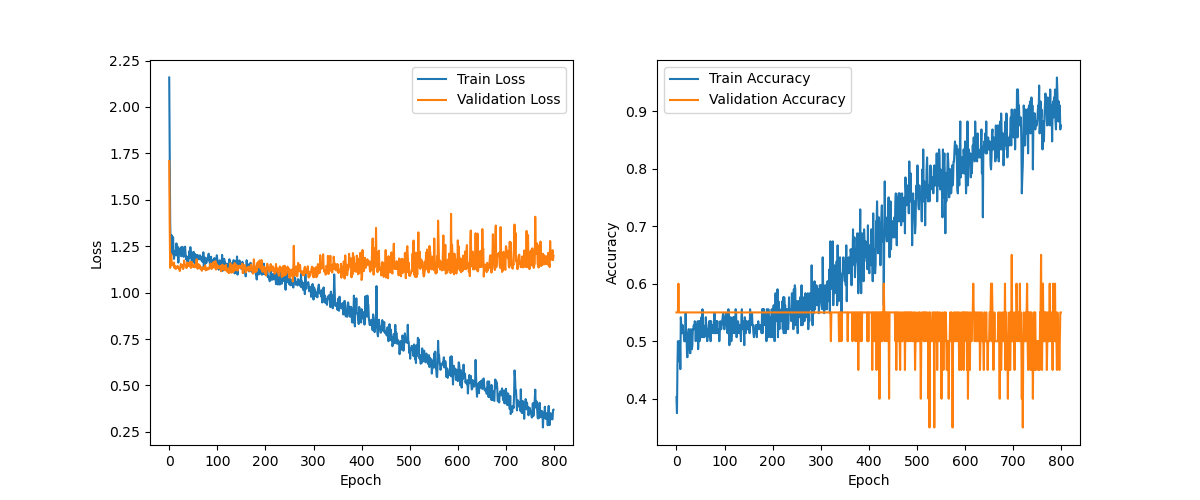 2.25
2.00
1.75
1.50
1.25
1.00
0.75
0.50
0.25
Loss
0 100 200 300 400 500 600 700 800
Epoch
Train Loss
Validation Loss
0.9
0.8
0.7
0.6
0.5
0.4
Accuracy
0 100 200 300 400 500 600 700 800
Epoch
Train Accuracy
Validation Accuracy